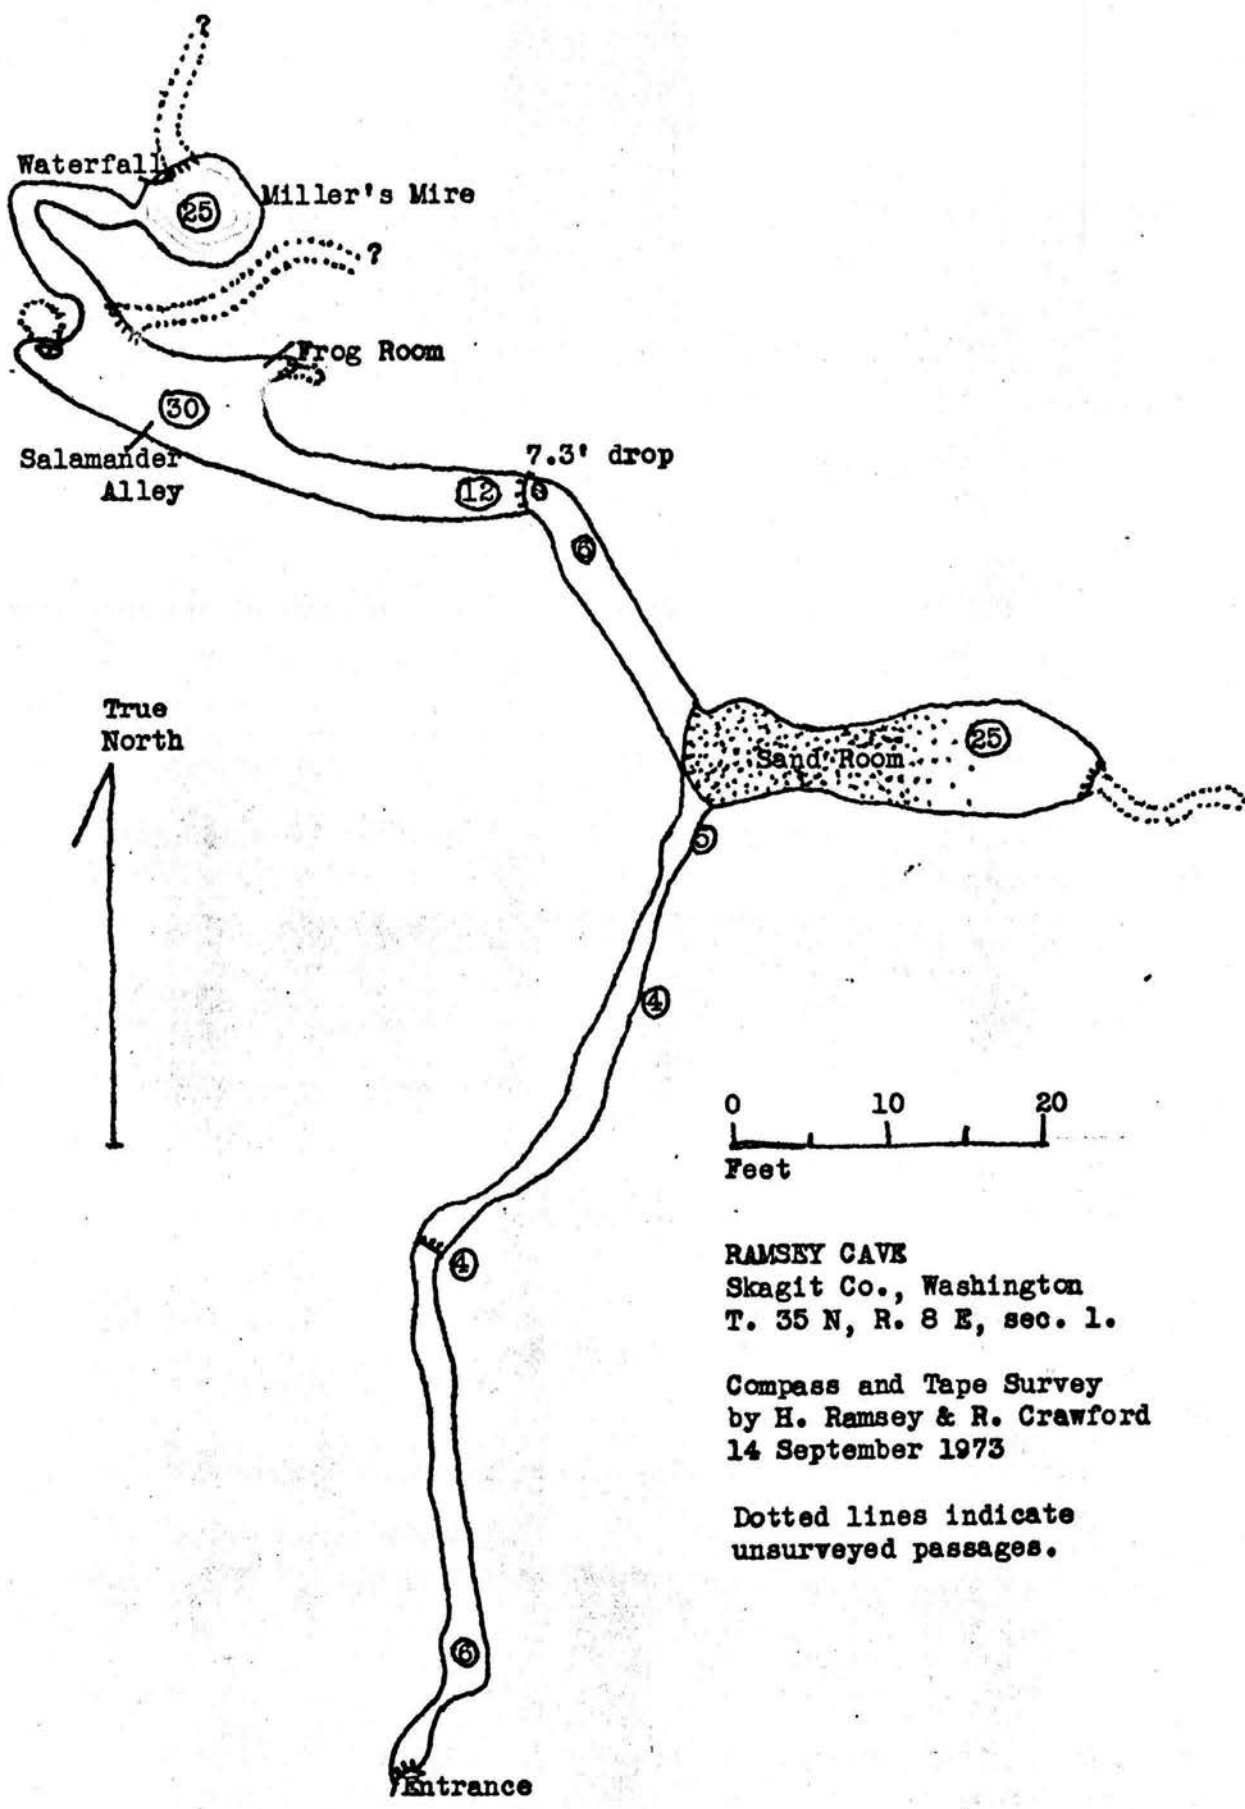 ?
Waterfall
Miller's Mire
25
?
Frog Room
30
Salamander
Alley
7.3' drop
12
6
True
North
25
Sand Room
5
4
0 10 20
Feet
4
RAMSEY CAVE
Skagit Co., Washington
T. 35 N, R. 8 E, sec. 1.
Compass and Tape Survey
by H. Ramsey & R. Crawford
14 September 1973
Dotted lines indicate
unsurveyed passages.
6
Entrance